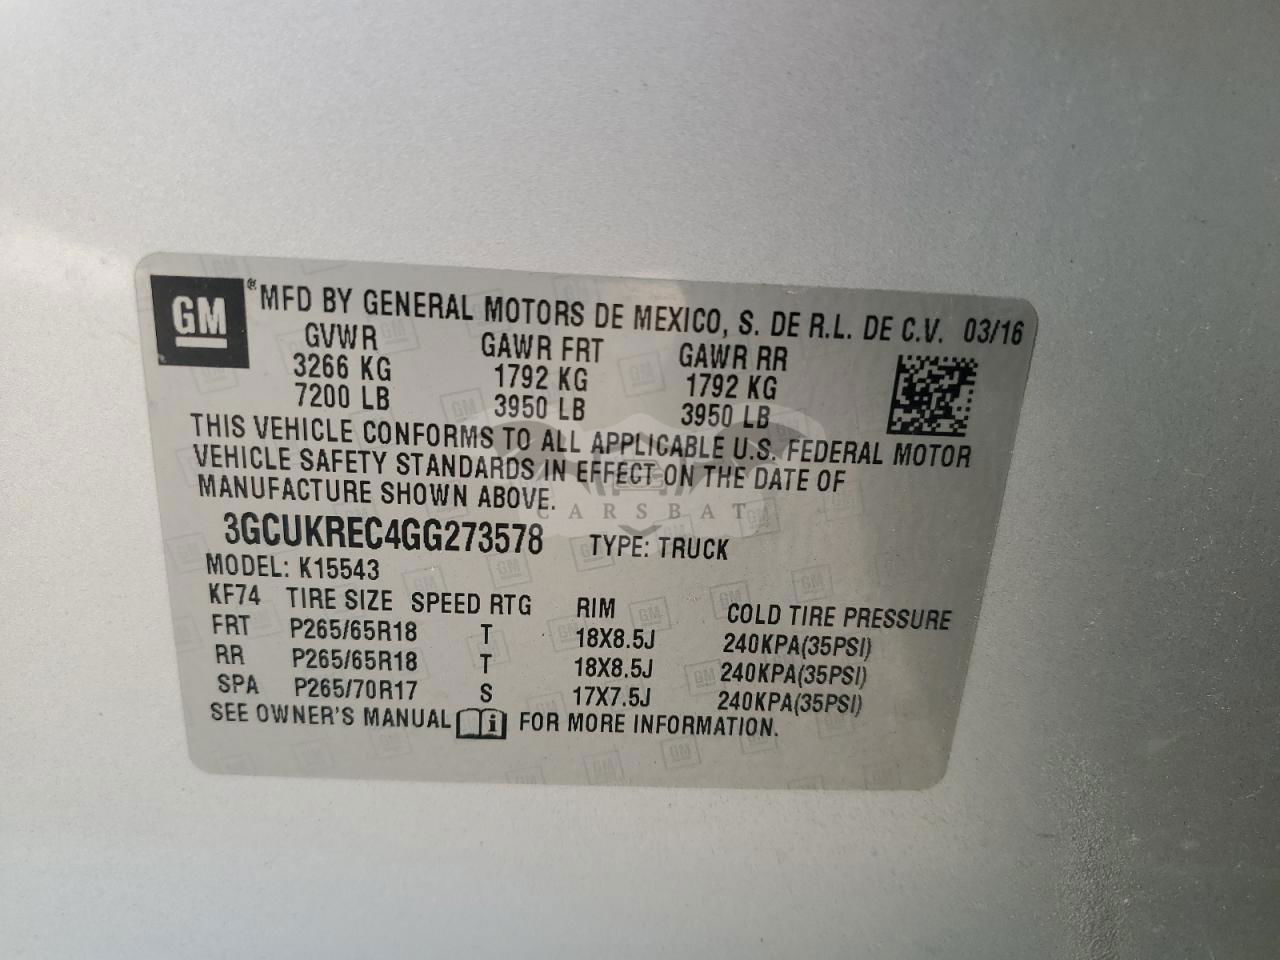 GM ® MFD BY GENERAL MOTORS DE MEXICO, S. DE R.L. DE C.V. 03/16
GVWR GAWR FRT GAWR RR
3266 KG 1792 KG 1792 KG
7200 LB 3950 LB 3950 LB
THIS VEHICLE CONFORMS TO ALL APPLICABLE U.S. FEDERAL MOTOR
VEHICLE SAFETY STANDARDS IN EFFECT ON THE DATE OF
MANUFACTURE SHOWN ABOVE.
CARSBAT
3GCUKREC4GG273578 TYPE: TRUCK
MODEL: K15543
KF74 TIRE SIZE SPEED RTG RIM COLD TIRE PRESSURE
FRT P265/65R18 T 18X8.5J 240KPA(35PSI)
RR P265/65R18 T 18X8.5J 240KPA(35PSI)
SPA P265/70R17 S 17X7.5J 240KPA(35PSI)
SEE OWNER'S MANUAL i FOR MORE INFORMATION.